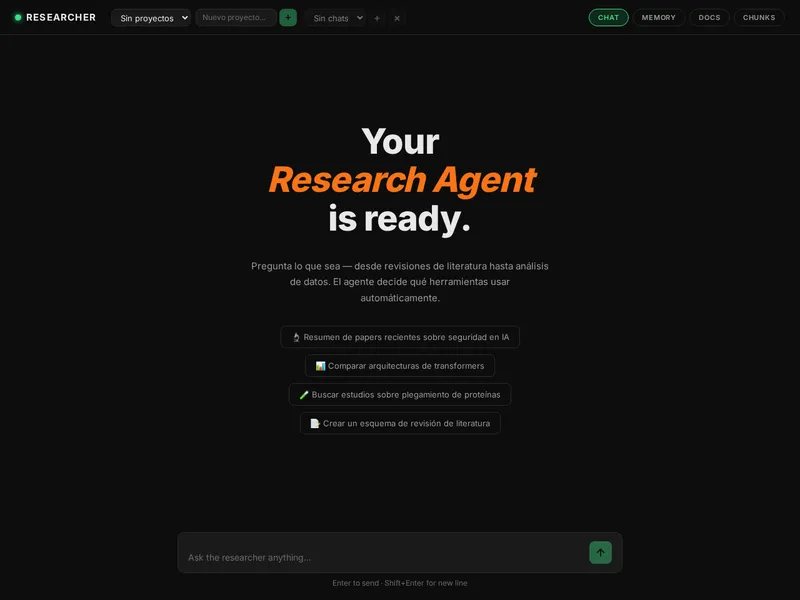 RESEARCHER
Sin proyectos
Nuevo proyecto...
+
Sin chats
+
×
CHAT
MEMORY
DOCS
CHUNKS
Your
Research Agent
is ready.
Pregunta lo que sea — desde revisiones de literatura hasta análisis
de datos. El agente decide qué herramientas usar
automáticamente.
🔬 Resumen de papers recientes sobre seguridad en IA
📊 Comparar arquitecturas de transformers
🧪 Buscar estudios sobre plegamiento de proteínas
📑 Crear un esquema de revisión de literatura
Ask the researcher anything...
Enter to send · Shift+Enter for new line